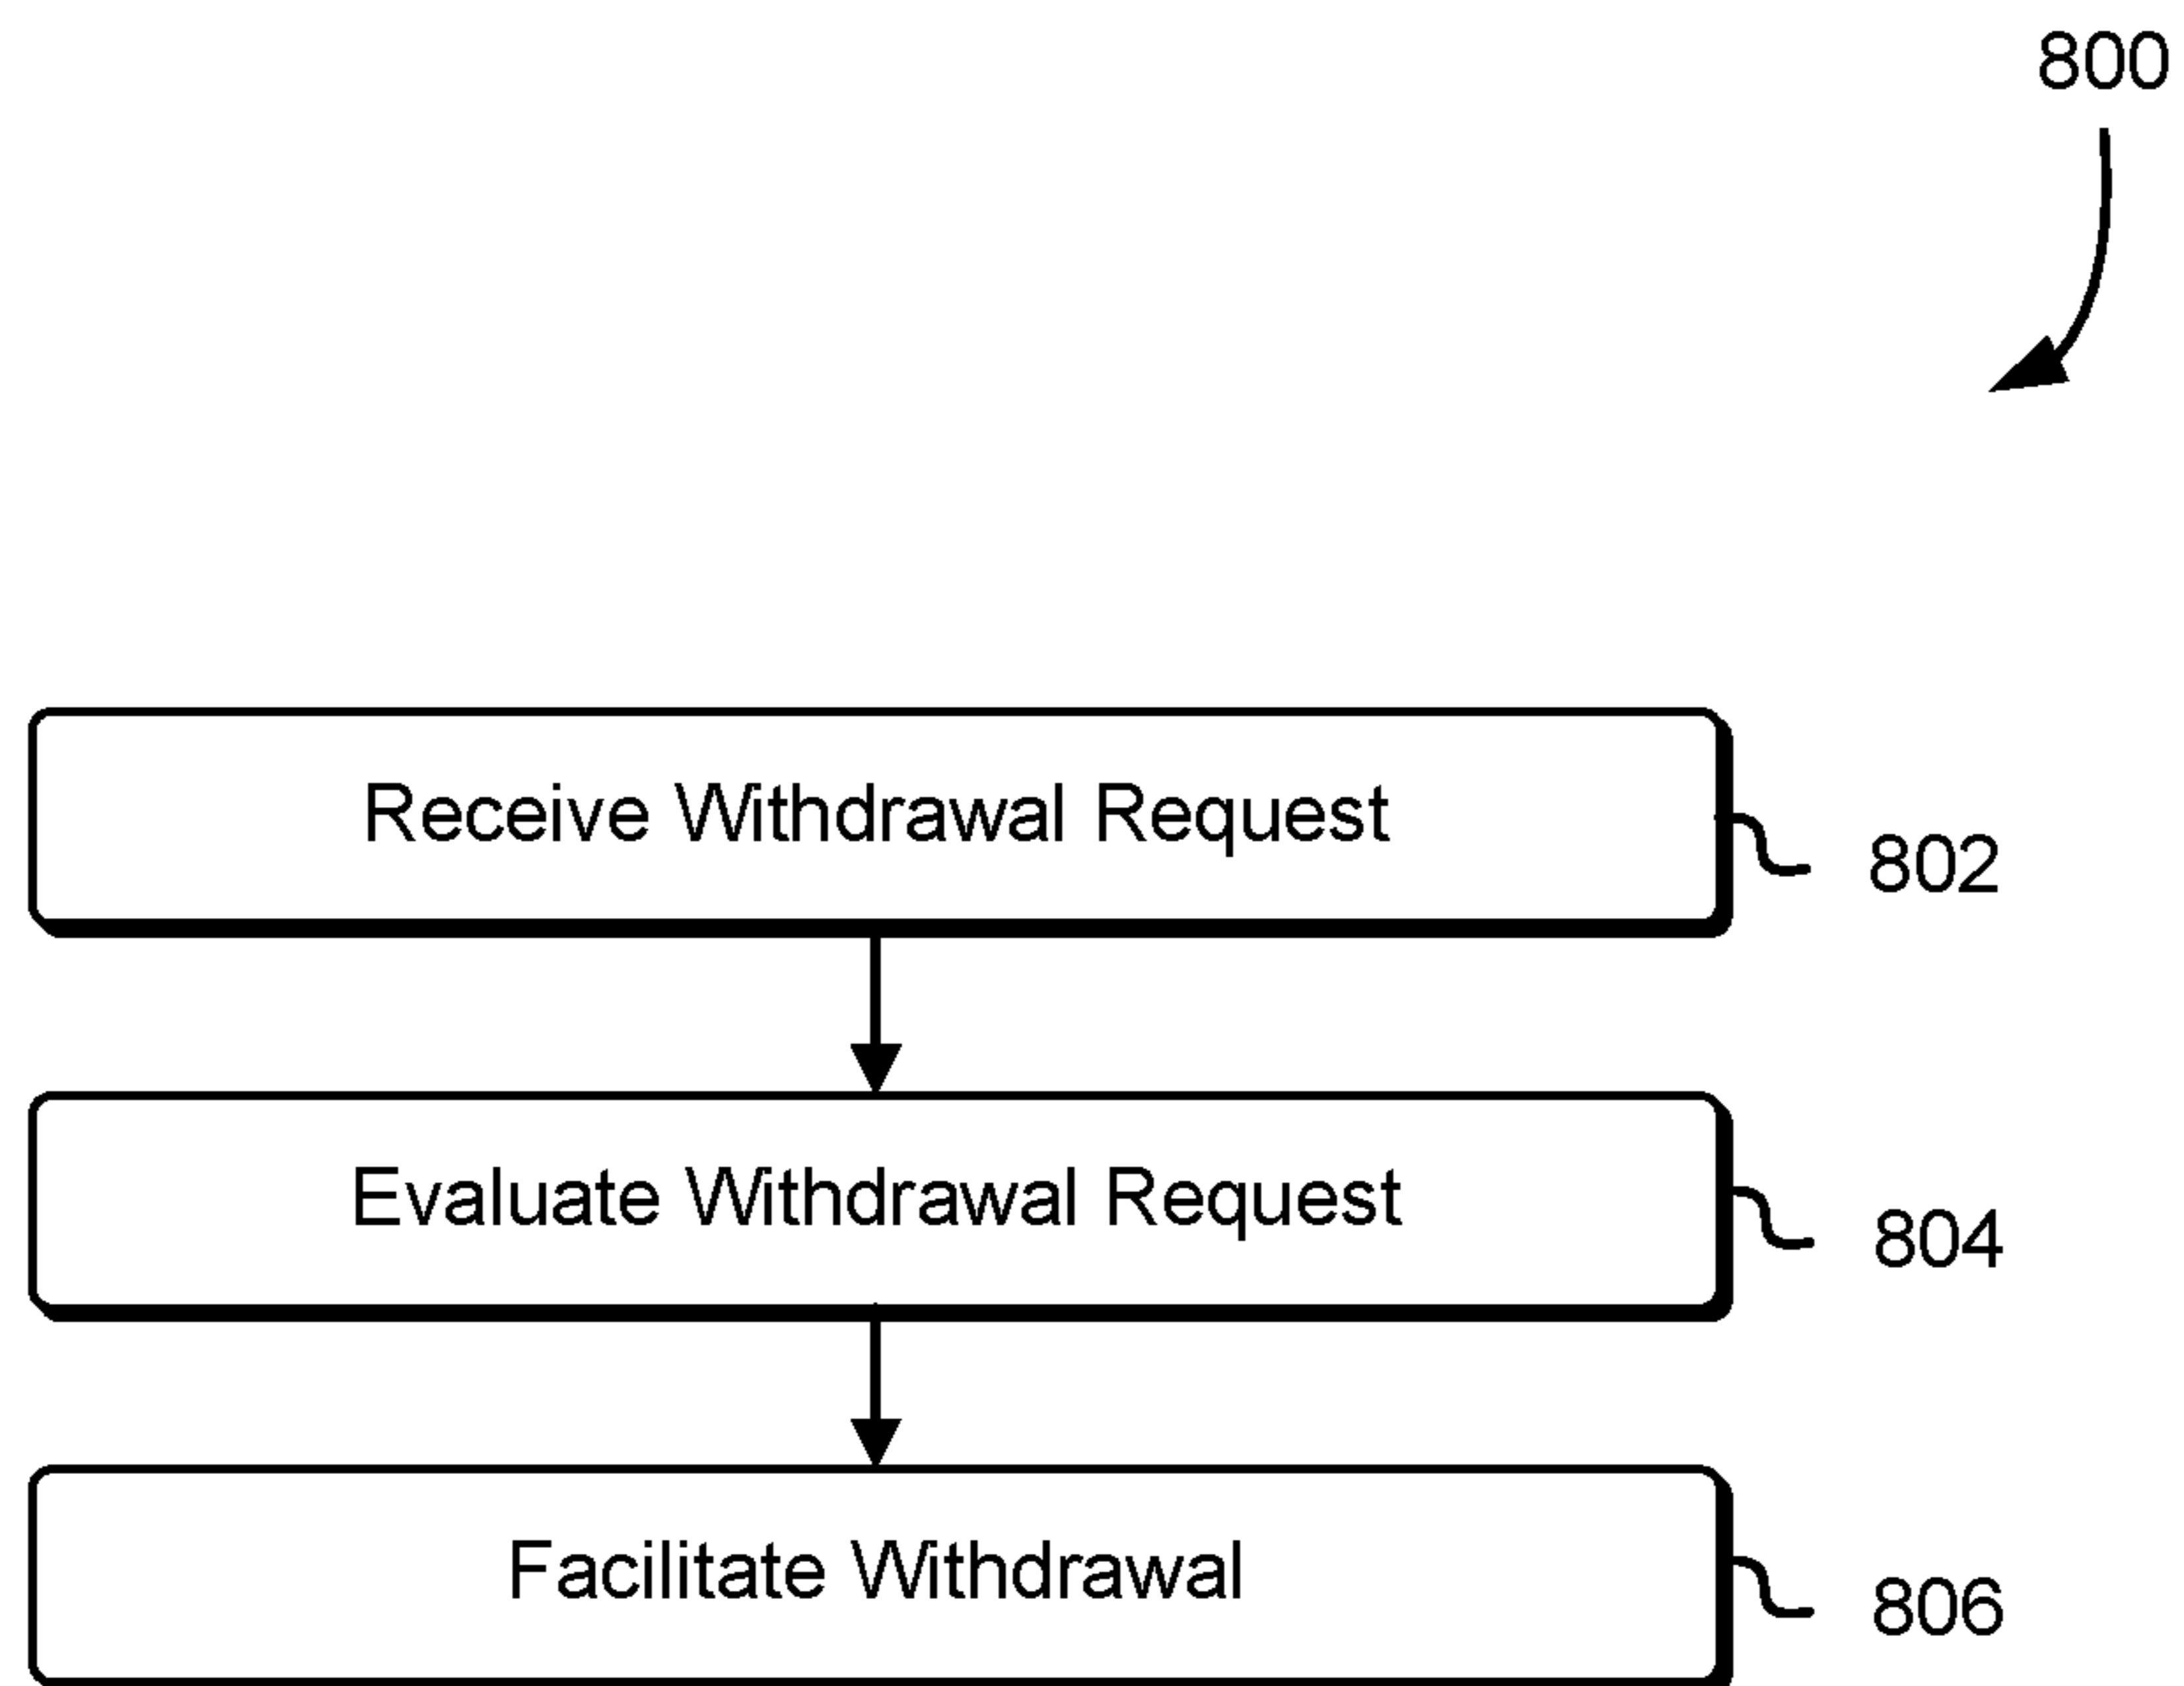 800
Receive Withdrawal Request
802
Evaluate Withdrawal Request
804
Facilitate Withdrawal
806